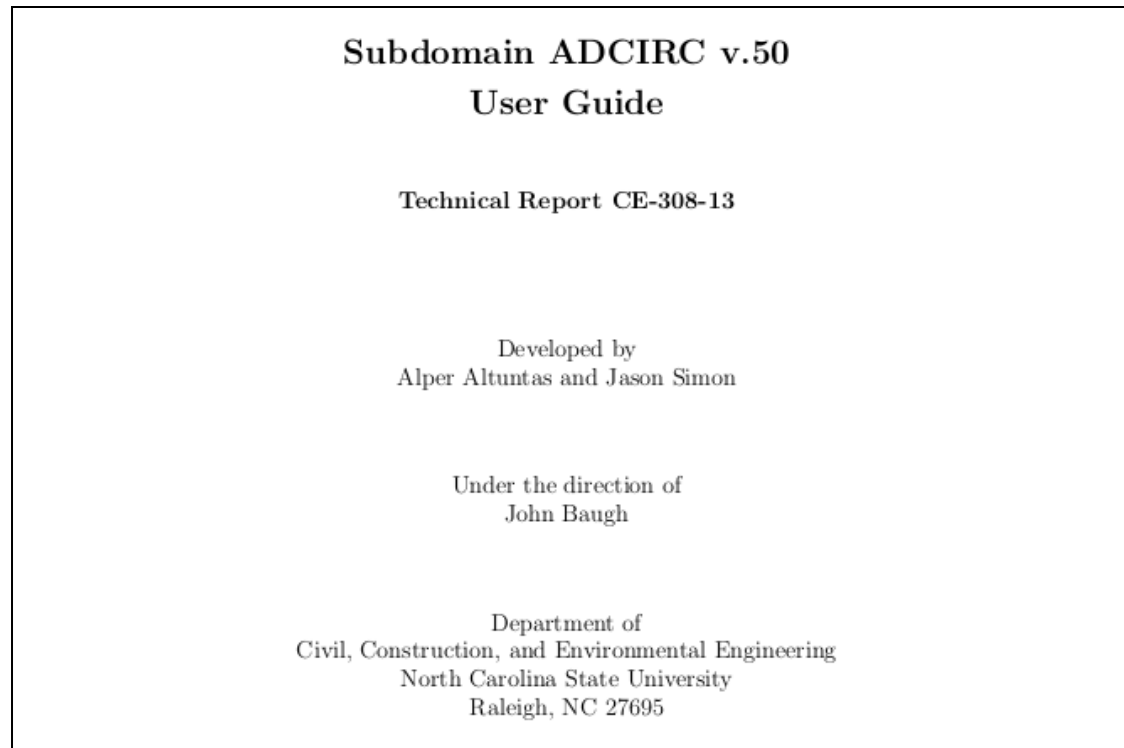 Subdomain ADCIRC v.50
User Guide
Technical Report CE-308-13
Developed by
Alper Altuntas and Jason Simon
Under the direction of
John Baugh
Department of
Civil, Construction, and Environmental Engineering
North Carolina State University
Raleigh, NC 27695